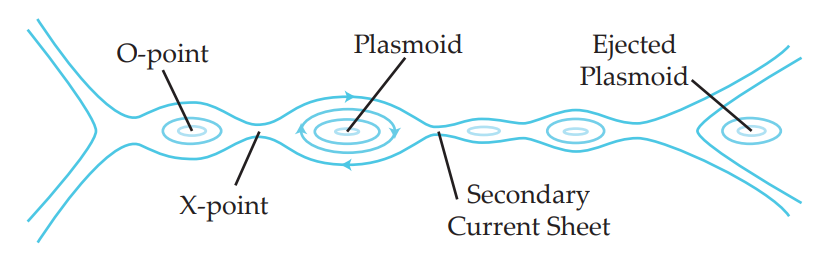 O-point
Plasmoid
Ejected
Plasmoid
X-point
Secondary
Current Sheet